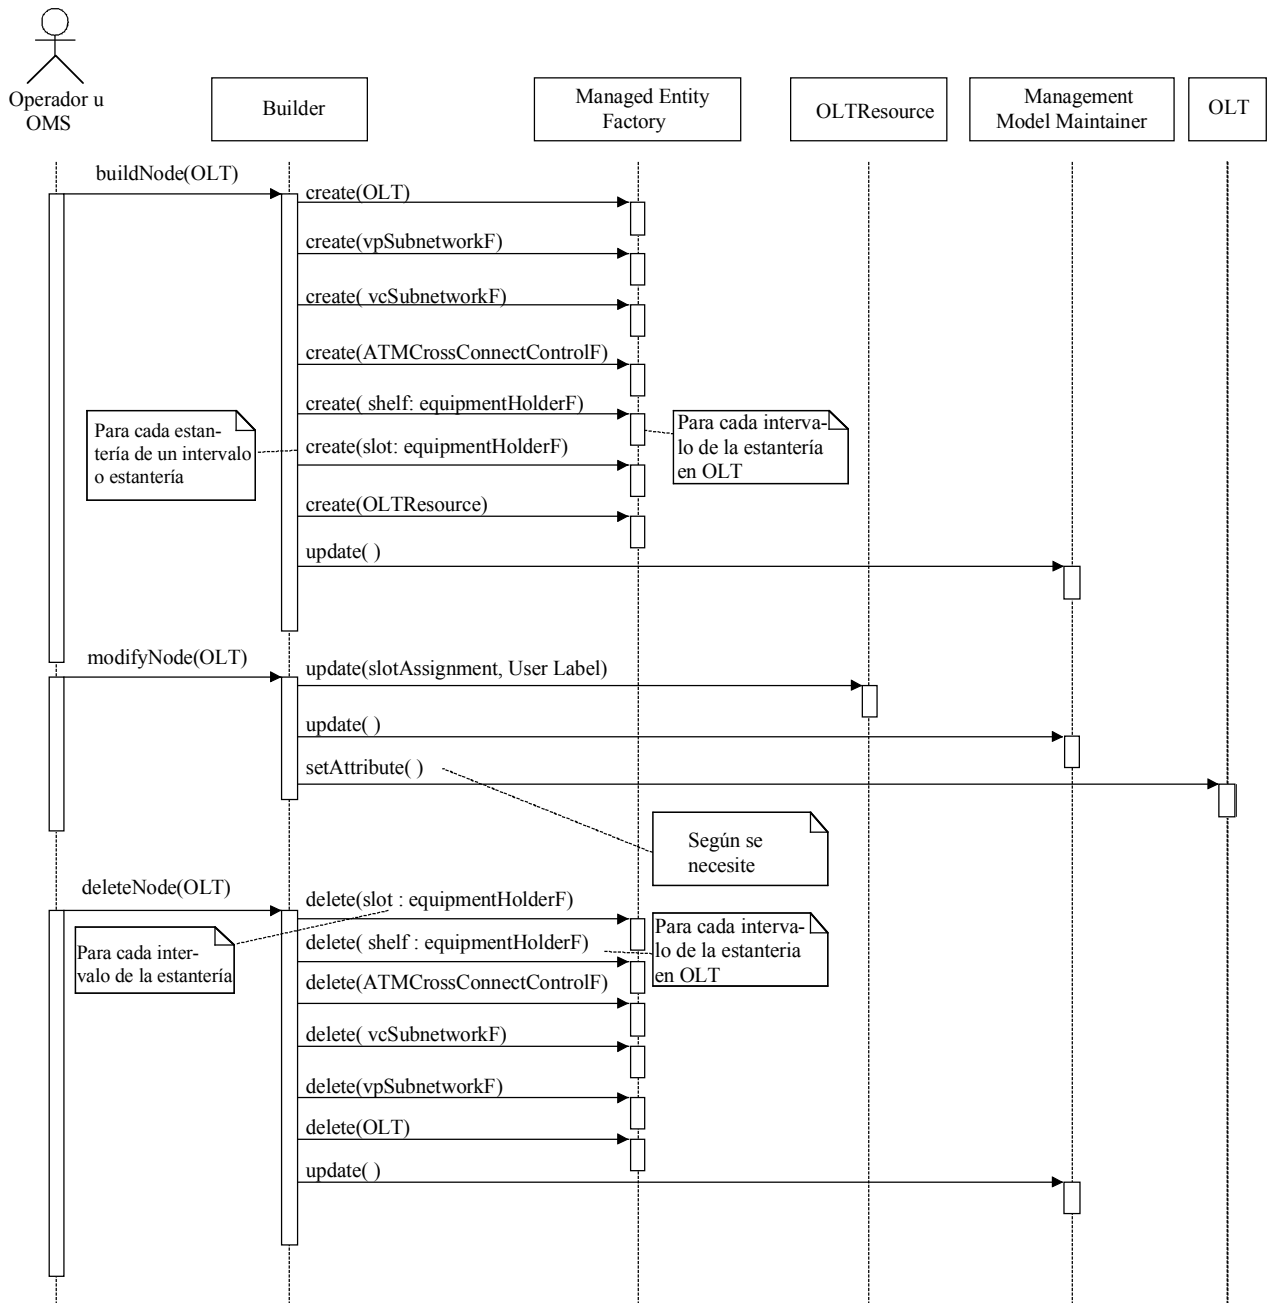 Operador u
OMS
Builder
Managed Entity
Factory
OLTResource
Management
Model Maintainer
OLT
buildNode(OLT)
create(OLT)
create(vpSubnetworkF)
create( vcSubnetworkF)
create(ATMCrossConnectControlF)
create( shelf: equipmentHolderF)
Para cada estan-
tería de un intervalo
o estantería
Para cada interva-
lo de la estantería
en OLT
create(slot: equipmentHolderF)
create(OLTResource)
update( )
modifyNode(OLT)
update(slotAssignment, User Label)
update( )
setAttribute( )
Según se
necesite
deleteNode(OLT)
delete(slot : equipmentHolderF)
Para cada inter-
valo de la estantería
Para cada interva-
lo de la estanteria
en OLT
delete( shelf : equipmentHolderF)
delete(ATMCrossConnectControlF)
delete( vcSubnetworkF)
delete(vpSubnetworkF)
delete(OLT)
update( )